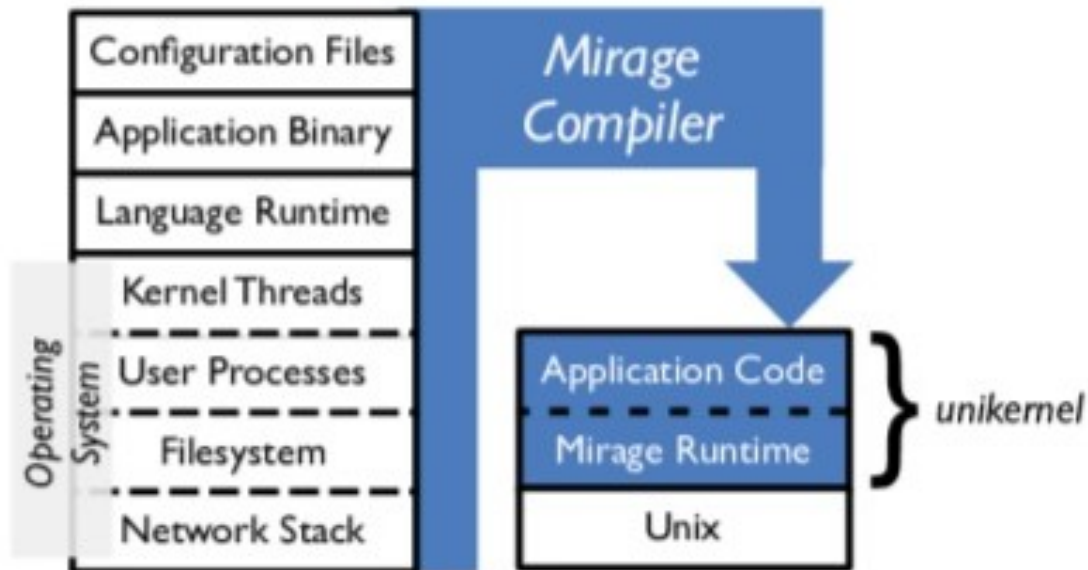 Configuration Files
Application Binary
Language Runtime
Kernel Threads
User Processes
Filesystem
Network Stack
Operating
System
Mirage
Compiler
Application Code
Mirage Runtime
Unix
unikernel